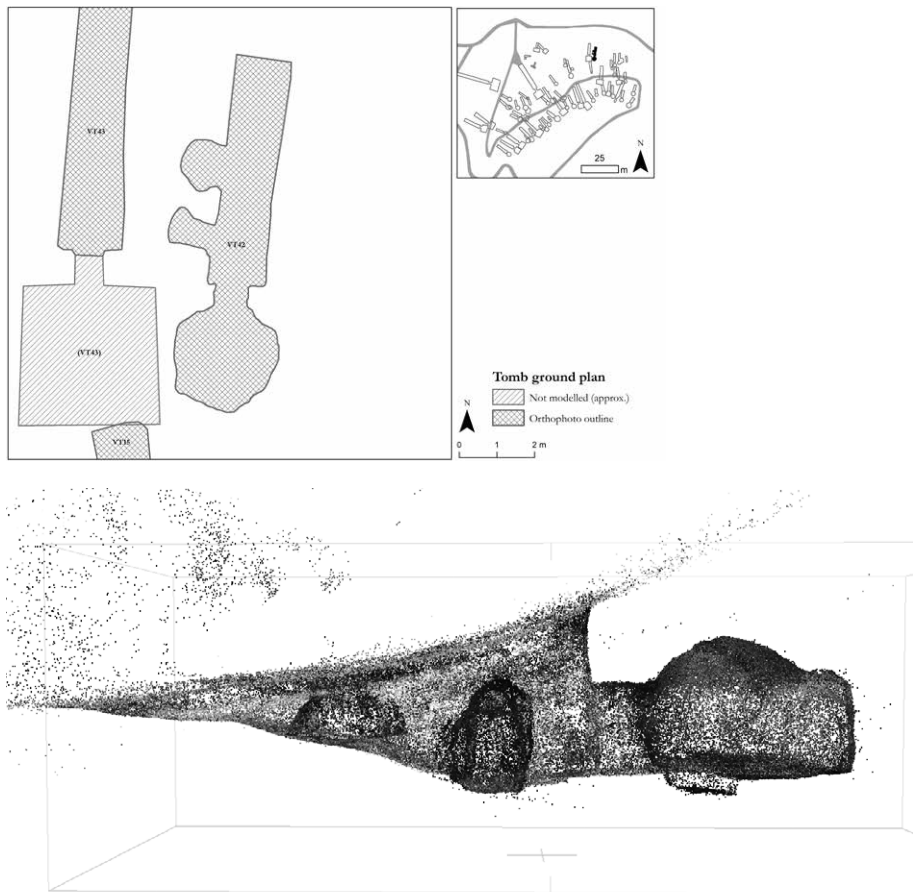 VT43
VT42
(VT43)
VT35
N
25
m
Tomb ground plan
Not modelled (approx.)
Orthophoto outline
N
0 1 2 m